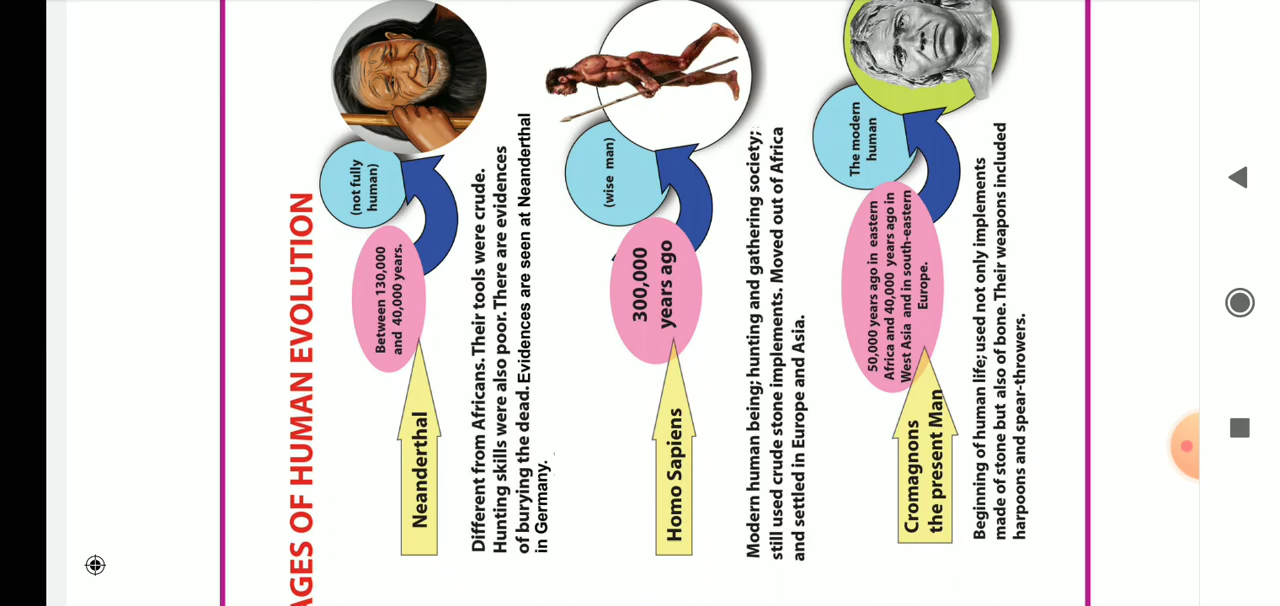 AGES OF HUMAN EVOLUTION
Neanderthal
Between 130,000
and 40,000 years.
(not fully
human)
Different from Africans. Their tools were crude.
Hunting skills were also poor. There are evidences
of burying the dead. Evidences are seen at Neanderthal
in Germany.
Homo Sapiens
300,000
years ago
(wise man)
Modern human being; hunting and gathering society;
still used crude stone implements. Moved out of Africa
and settled in Europe and Asia.
Cromagnons
the present Man
50,000 years ago in eastern
Africa and 40,000 years ago in
West Asia and in south-eastern
Europe.
The modern
human
Beginning of human life; used not only implements
made of stone but also of bone. Their weapons included
harpoons and spear-throwers.